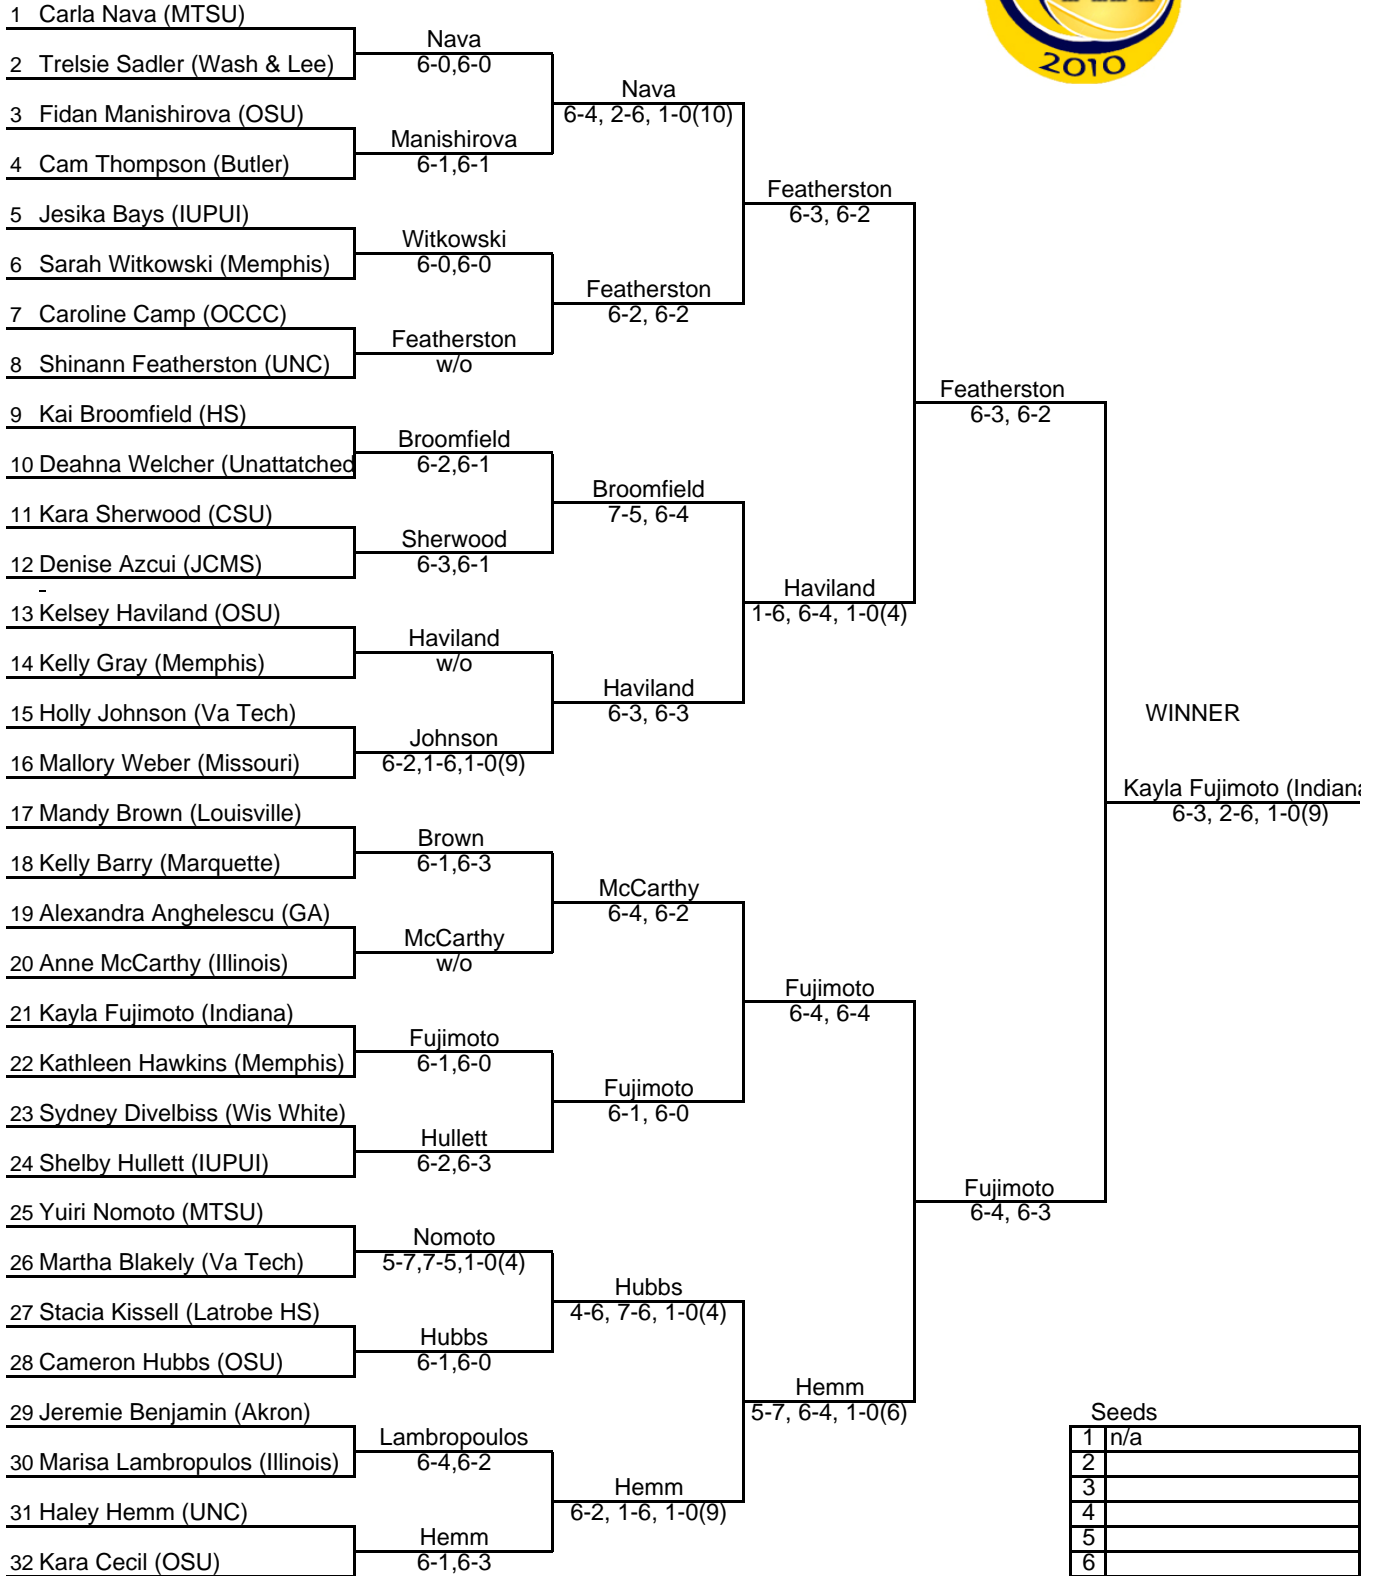 2010
1 Carla Nava (MTSU)
2 Trelsie Sadler (Wash & Lee)
3 Fidan Manishirova (OSU)
4 Cam Thompson (Butler)
5 Jesika Bays (IUPUI)
6 Sarah Witkowski (Memphis)
7 Caroline Camp (OCCC)
8 Shinann Featherston (UNC)
9 Kai Broomfield (HS)
10 Deahna Welcher (Unattatched
11 Kara Sherwood (CSU)
12 Denise Azcui (JCMS)
-
13 Kelsey Haviland (OSU)
14 Kelly Gray (Memphis)
15 Holly Johnson (Va Tech)
16 Mallory Weber (Missouri)
17 Mandy Brown (Louisville)
18 Kelly Barry (Marquette)
19 Alexandra Anghelescu (GA)
20 Anne McCarthy (Illinois)
21 Kayla Fujimoto (Indiana)
22 Kathleen Hawkins (Memphis)
23 Sydney Divelbiss (Wis White)
24 Shelby Hullett (IUPUI)
25 Yuiri Nomoto (MTSU)
26 Martha Blakely (Va Tech)
27 Stacia Kissell (Latrobe HS)
28 Cameron Hubbs (OSU)
29 Jeremie Benjamin (Akron)
30 Marisa Lambropulos (Illinois)
31 Haley Hemm (UNC)
32 Kara Cecil (OSU)
Nava
6-0,6-0
Manishirova
6-1,6-1
Witkowski
6-0,6-0
Featherston
w/o
Broomfield
6-2,6-1
Sherwood
6-3,6-1
Haviland
w/o
Johnson
6-2,1-6,1-0(9)
Brown
6-1,6-3
McCarthy
w/o
Fujimoto
6-1,6-0
Hullett
6-2,6-3
Nomoto
5-7,7-5,1-0(4)
Hubbs
6-1,6-0
Lambropoulos
6-4,6-2
Hemm
6-1,6-3
Nava
6-4, 2-6, 1-0(10)
Featherston
6-2, 6-2
Broomfield
7-5, 6-4
Haviland
6-3, 6-3
McCarthy
6-4, 6-2
Fujimoto
6-1, 6-0
Hubbs
4-6, 7-6, 1-0(4)
Hemm
6-2, 1-6, 1-0(9)
Featherston
6-3, 6-2
Haviland
1-6, 6-4, 1-0(4)
Fujimoto
6-4, 6-4
Hemm
5-7, 6-4, 1-0(6)
Featherston
6-3, 6-2
Fujimoto
6-4, 6-3
WINNER
Kayla Fujimoto (Indiana
6-3, 2-6, 1-0(9)
Seeds
1 n/a
2
3
4
5
6